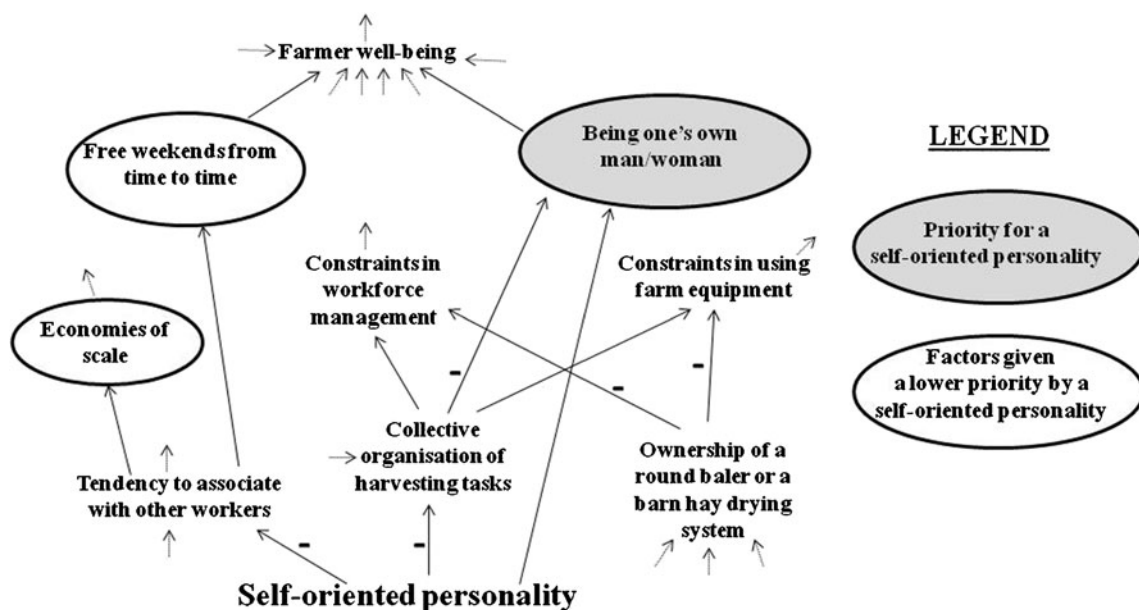 Farmer well-being
Being one's own
man/woman
Free weekends from
time to time
LEGEND
Priority for a
self-oriented personality
Constraints in
workforce
management
Constraints in using
farm equipment
Economies of
scale
Factors given
a lower priority by a
self-oriented personality
-
-
-
Collective
organisation of
harvesting tasks
Ownership of a
round baler or a
barn hay drying
system
Tendency to associate
with other workers
-
-
Self-oriented personality